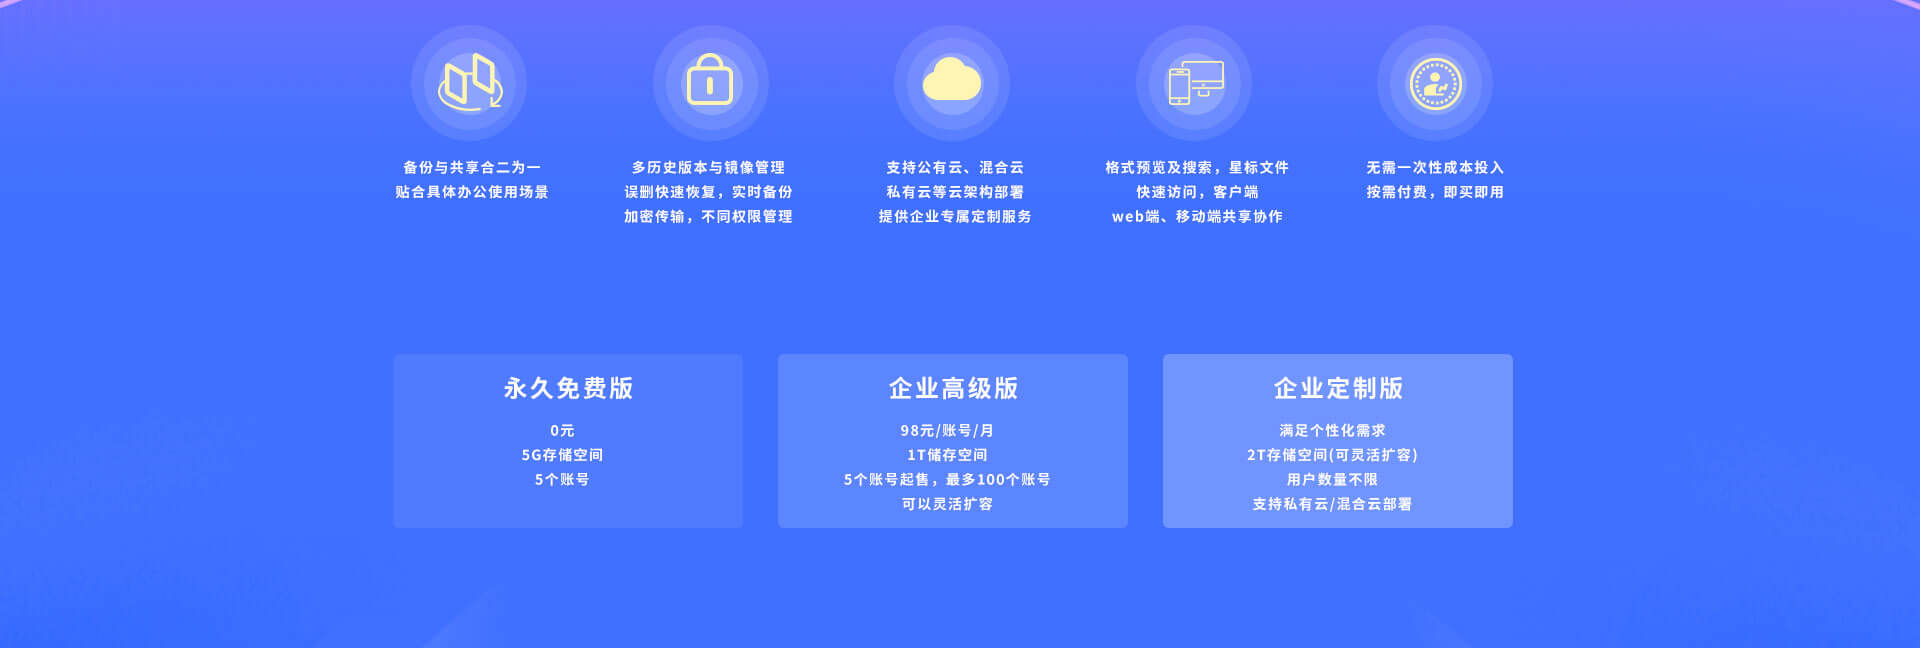 备份与共享合二为一
贴合具体办公使用场景
多历史版本与镜像管理
误删快速恢复，实时备份
加密传输，不同权限管理
支持公有云、混合云
私有云等云架构部署
提供企业专属定制服务
格式预览及搜索，星标文件
快速访问，客户端
web端、移动端共享协作
无需一次性成本投入
按需付费，即买即用
永久免费版
0元
5G存储空间
5个账号
企业高级版
98元/账号/月
1T储存空间
5个账号起售，最多100个账号
可以灵活扩容
企业定制版
满足个性化需求
2T存储空间(可灵活扩容)
用户数量不限
支持私有云/混合云部署